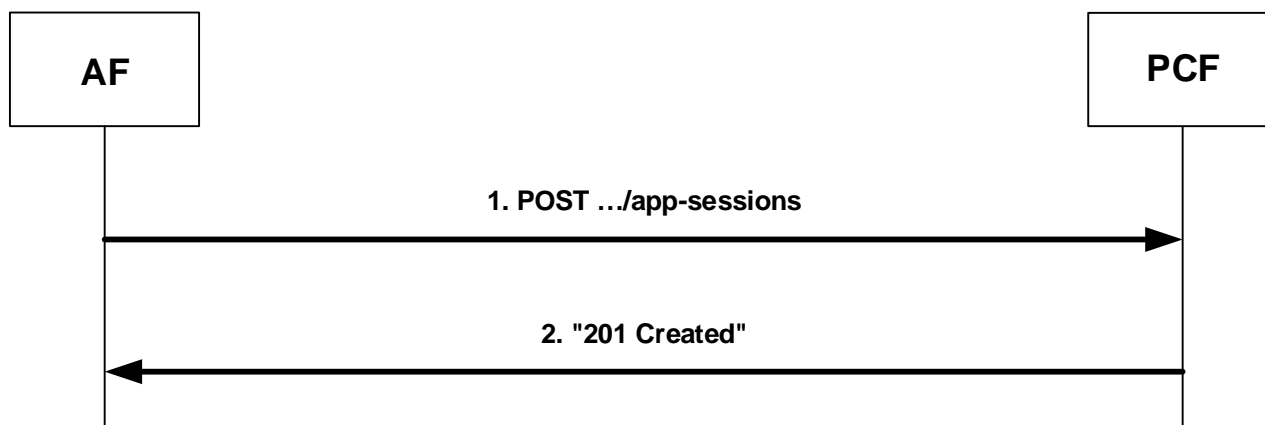 AF
PCF
1. POST …/app-sessions
2. "201 Created"